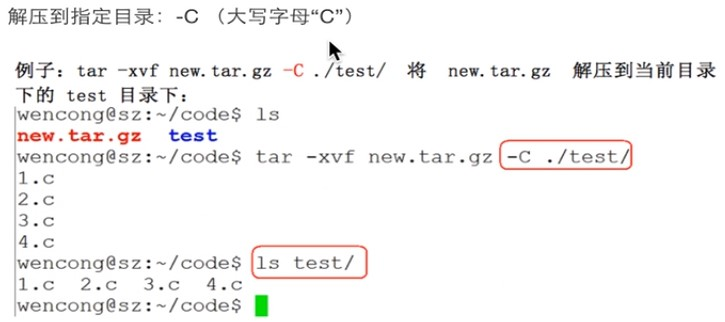 解压到指定目录：-C （大写字母“C”）
例子：tar -xvf new.tar.gz -C ./test/ 将 new.tar.gz 解压到当前目录
下的 test 目录下：
wencong@sz:~/code$ ls
new.tar.gz test
wencong@sz:~/code$ tar -xvf new.tar.gz -C ./test/
1.c
2.c
3.c
4.c
wencong@sz:~/code$ ls test/
1.c 2.c 3.c 4.c
wencong@sz:~/code$